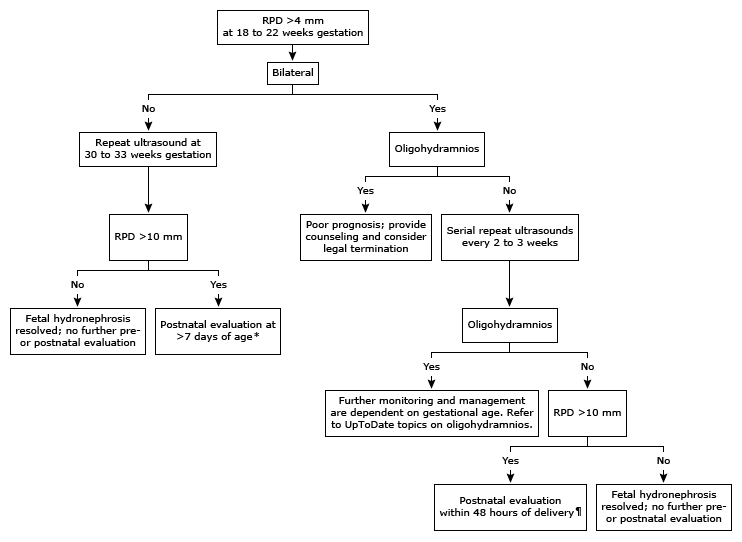 RPD >4 mm
at 18 to 22 weeks gestation
Bilateral
No
Yes
Repeat ultrasound at
30 to 33 weeks gestation
Oligohydramnios
Yes
No
RPD >10 mm
Poor prognosis; provide
counseling and consider
legal termination
Serial repeat ultrasounds
every 2 to 3 weeks
No
Yes
Fetal hydronephrosis
resolved; no further pre-
or postnatal evaluation
Postnatal evaluation at
>7 days of age*
Oligohydramnios
Yes
No
Further monitoring and management
are dependent on gestational age. Refer
to UpToDate topics on oligohydramnios.
RPD >10 mm
Yes
No
Postnatal evaluation
within 48 hours of delivery¶
Fetal hydronephrosis
resolved; no further pre-
or postnatal evaluation